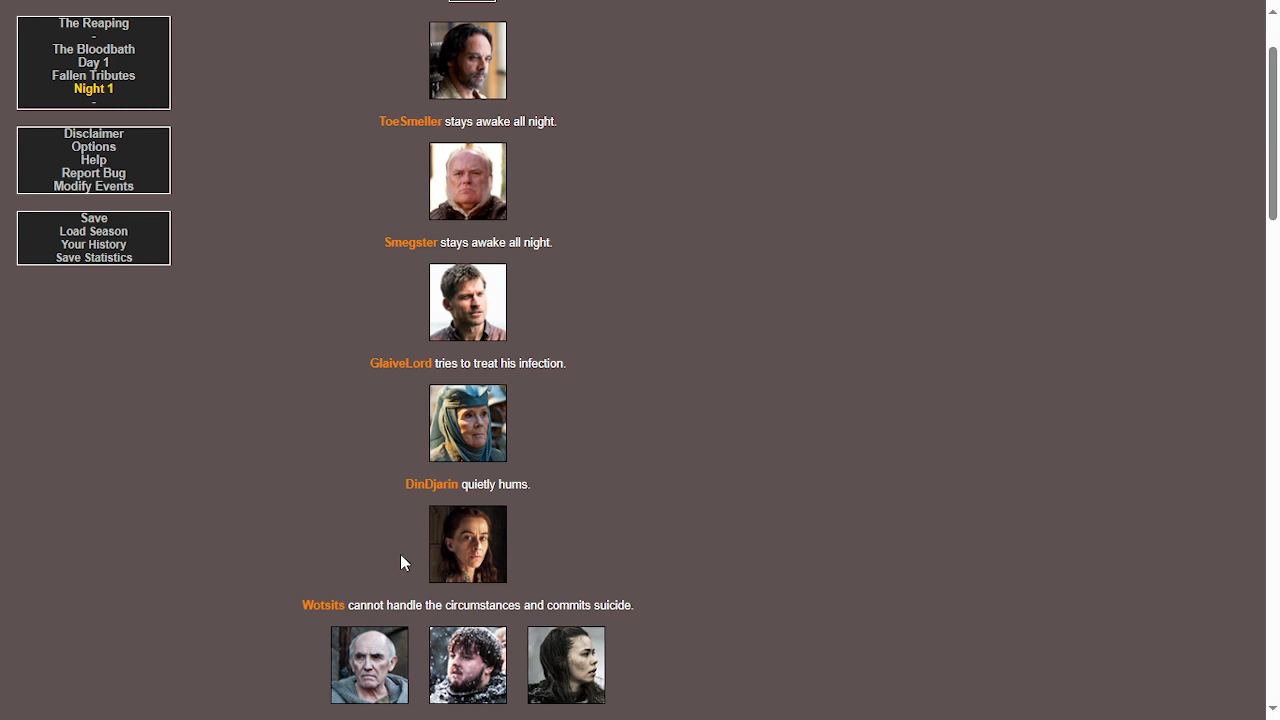 The Reaping
-
The Bloodbath
Day 1
Fallen Tributes
Night 1
-
Disclaimer
Options
Help
Report Bug
Modify Events
Save
Load Season
Your History
Save Statistics
ToeSmeller stays awake all night.
Smegster stays awake all night.
GlaiveLord tries to treat his infection.
DinDjarin quietly hums.
Wotsits cannot handle the circumstances and commits suicide.